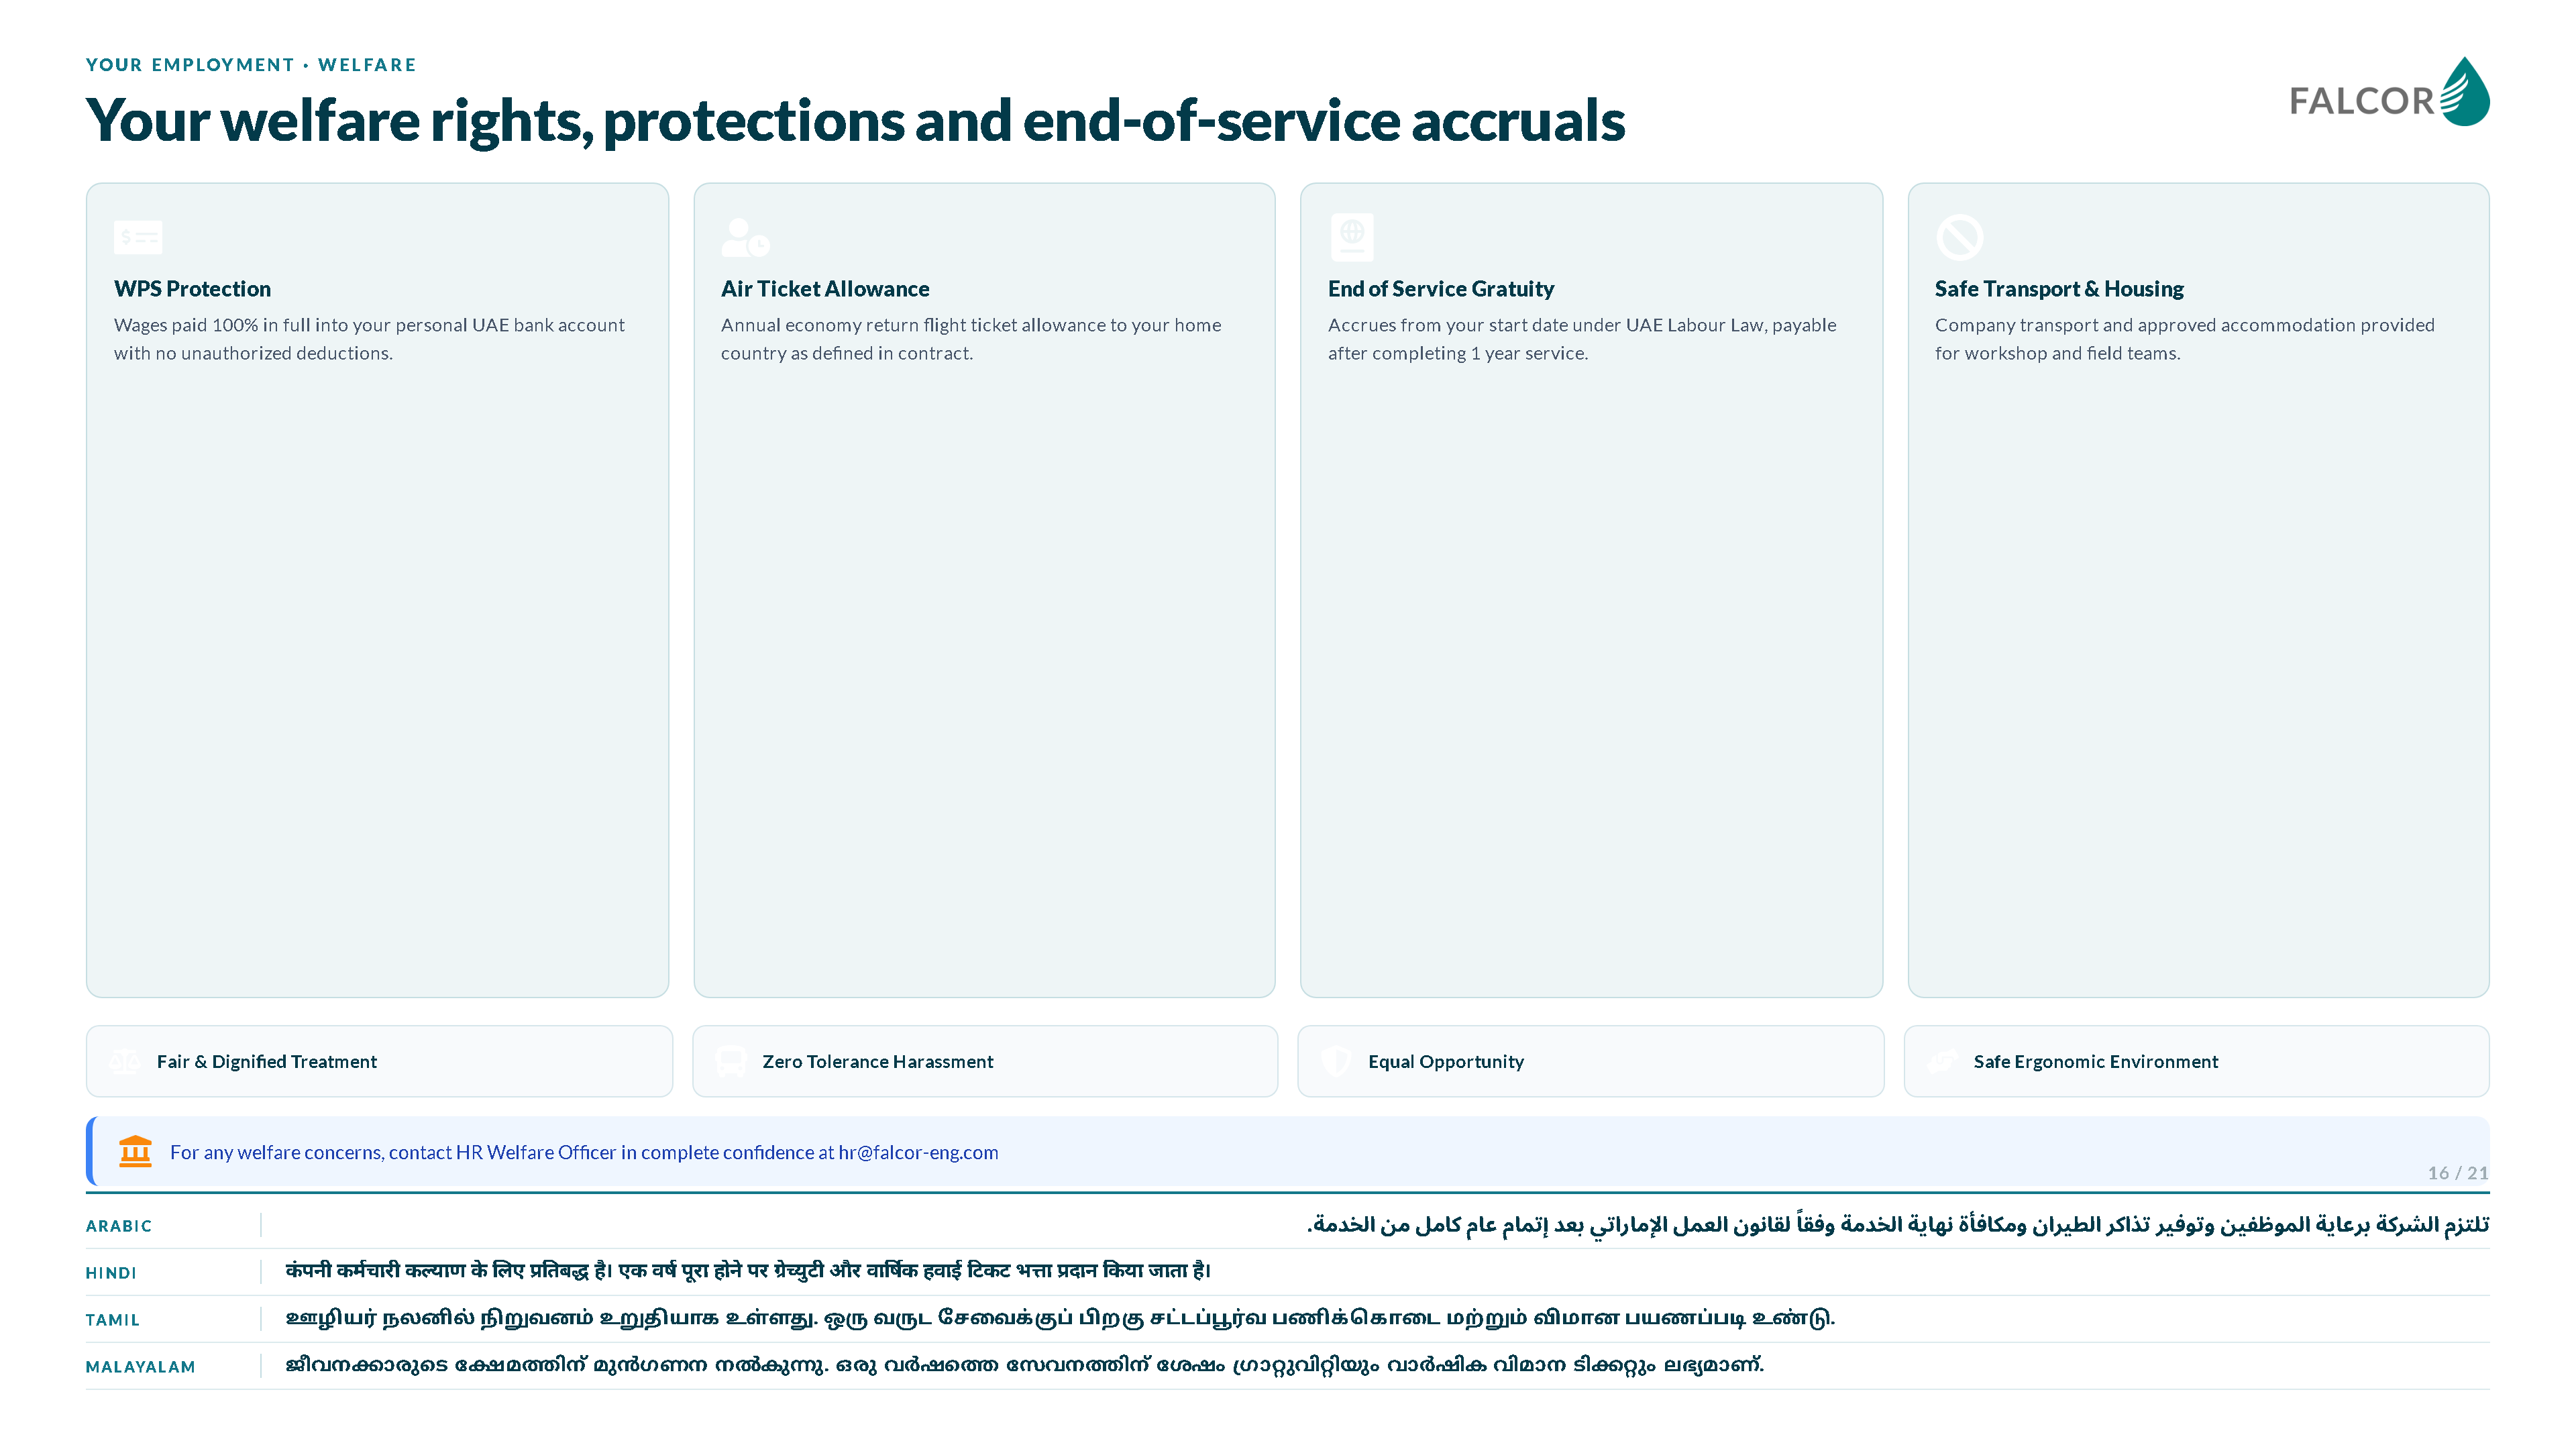 YOUR EMPLOYMENT · WELFARE
Your welfare rights, protections and end-of-service accruals
FALCOR
WPS Protection
Wages paid 100% in full into your personal UAE bank account
with no unauthorized deductions.
Air Ticket Allowance
Annual economy return flight ticket allowance to your home
country as defined in contract.
End of Service Gratuity
Accrues from your start date under UAE Labour Law, payable
after completing 1 year service.
Safe Transport & Housing
Company transport and approved accommodation provided
for workshop and field teams.
Fair & Dignified Treatment
Zero Tolerance Harassment
Equal Opportunity
Safe Ergonomic Environment
For any welfare concerns, contact HR Welfare Officer in complete confidence at hr@falcor-eng.com
16 / 21
ARABIC
تلتزم الشركة برعاية الموظفين وتوفير تذاكر الطيران ومكافأة نهاية الخدمة وفقاً لقانون العمل الإماراتي بعد إتمام عام كامل من الخدمة.
HINDI
कंपनी कर्मचारी कल्याण के लिए प्रतिबद्ध है। एक वर्ष पूरा होने पर ग्रेच्युटी और वार्षिक हवाई टिकट भत्ता प्रदान किया जाता है।
TAMIL
ஊழியர் நலனில் நிறுவனம் உறுதியாக உள்ளது. ஒரு வருட சேவைக்குப் பிறகு சட்டப்பூர்வ பணிக்கொடை மற்றும் விமான பயணப்படி உண்டு.
MALAYALAM
ജീവനക്കാരുടെ ക്ഷേമത്തിന് മുൻഗണന നൽകുന്നു. ഒരു വർഷത്തെ സേവനത്തിന് ശേഷം ഗ്രാറ്റുവിറ്റിയും വാർഷിക വിമാന ടിക്കറ്റും ലഭ്യമാണ്.